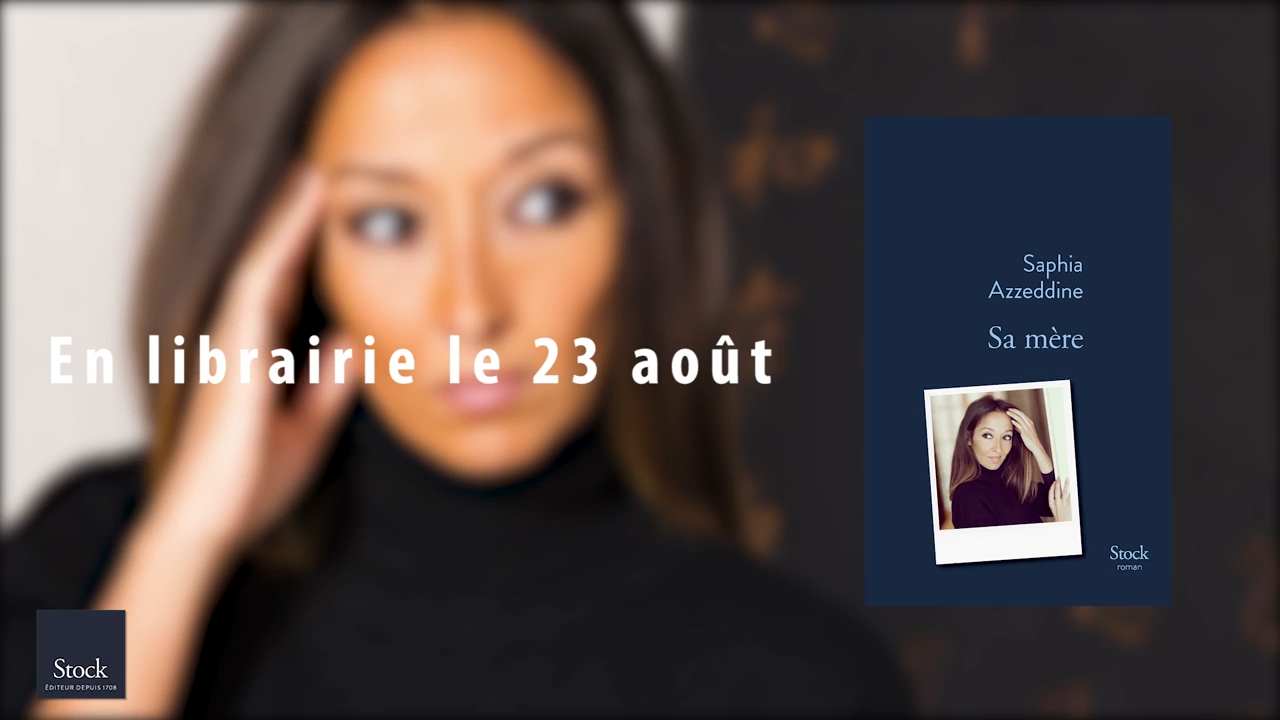 En librairie le 23 août
Saphia
Azzeddine
Sa mère
Stock
roman
Stock
ÉDITEUR DEPUIS 1708